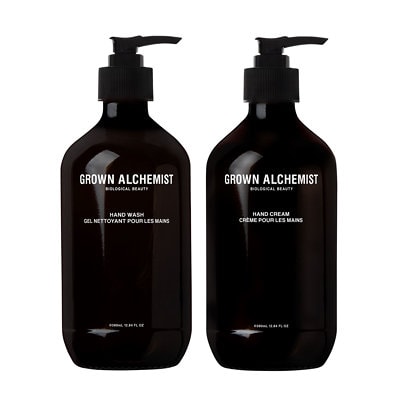 GROWN ALCHEMIST
BIOLOGICAL BEAUTY
HAND WASH
GEL NETTOYANT POUR LES MAINS
GROWN ALCHEMIST
BIOLOGICAL BEAUTY
HAND CREAM
CRÈME POUR LES MAINS